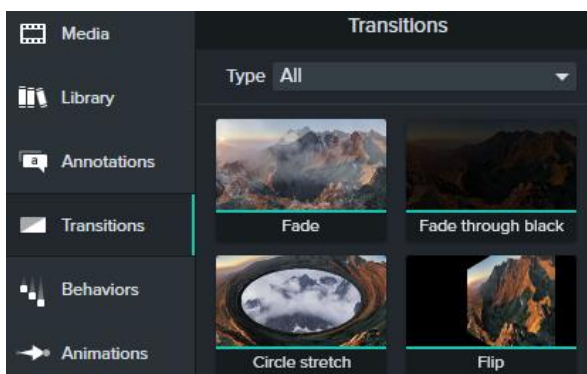 Media
Library
a
Annotations
Transitions
Behaviors
Animations
Transitions
Type All
Fade
Fade through black
Circle stretch
Flip